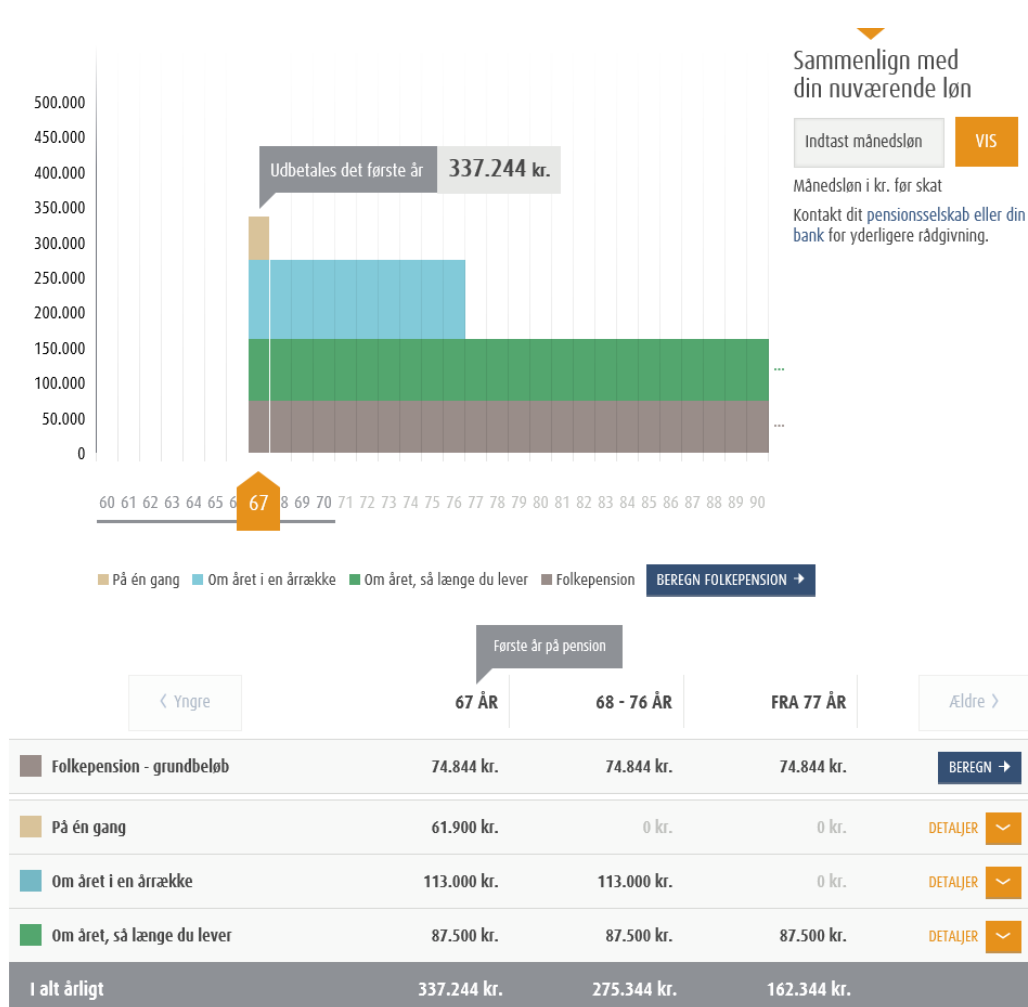 Sammenlign med
din nuværende løn
Indtast månedsløn
VIS
Månedsløn i kr. før skat
Kontakt dit pensionsselskab eller din
bank for yderligere rådgivning.
500.000
450.000
400.000
350.000
300.000
250.000
200.000
150.000
100.000
50.000
0
Udbetales det første år 337.244 kr.
...
...
60 61 62 63 64 65 6 67 8 69 70 71 72 73 74 75 76 77 78 79 80 81 82 83 84 85 86 87 88 89 90
På én gang Om året i en årrække Om året, så længe du lever Folkepension BEREGN FOLKEPENSION →
Første år på pension
< Yngre 67 ÅR 68 - 76 ÅR FRA 77 ÅR Ældre >
Folkepension - grundbeløb 74.844 kr. 74.844 kr. 74.844 kr. BEREGN →
På én gang 61.900 kr. 0 kr. 0 kr. DETALJER
Om året i en årrække 113.000 kr. 113.000 kr. 0 kr. DETALJER
Om året, så længe du lever 87.500 kr. 87.500 kr. 87.500 kr. DETALJER
I alt årligt 337.244 kr. 275.344 kr. 162.344 kr.